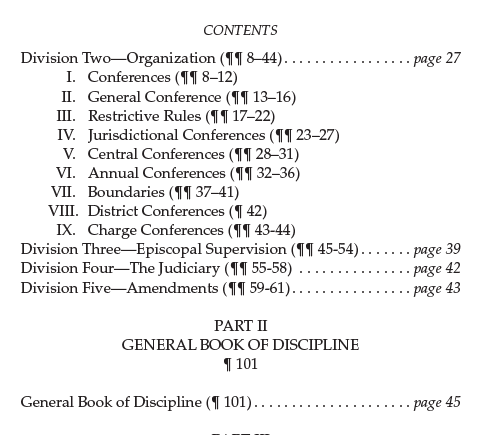 CONTENTS
Division Two—Organization (¶¶ 8–44). . . . . . . . . . . . . . . . . page 27
I. Conferences (¶¶ 8–12)
II. General Conference (¶¶ 13–16)
III. Restrictive Rules (¶¶ 17–22)
IV. Jurisdictional Conferences (¶¶ 23–27)
V. Central Conferences (¶¶ 28–31)
VI. Annual Conferences (¶¶ 32–36)
VII. Boundaries (¶¶ 37–41)
VIII. District Conferences (¶ 42)
IX. Charge Conferences (¶¶ 43-44)
Division Three—Episcopal Supervision (¶¶ 45-54) . . . . . . . page 39
Division Four—The Judiciary (¶¶ 55-58) . . . . . . . . . . . . . . . . page 42
Division Five—Amendments (¶¶ 59-61). . . . . . . . . . . . . . . . . page 43
PART II
GENERAL BOOK OF DISCIPLINE
¶ 101
General Book of Discipline (¶ 101). . . . . . . . . . . . . . . . . . . . . . page 45